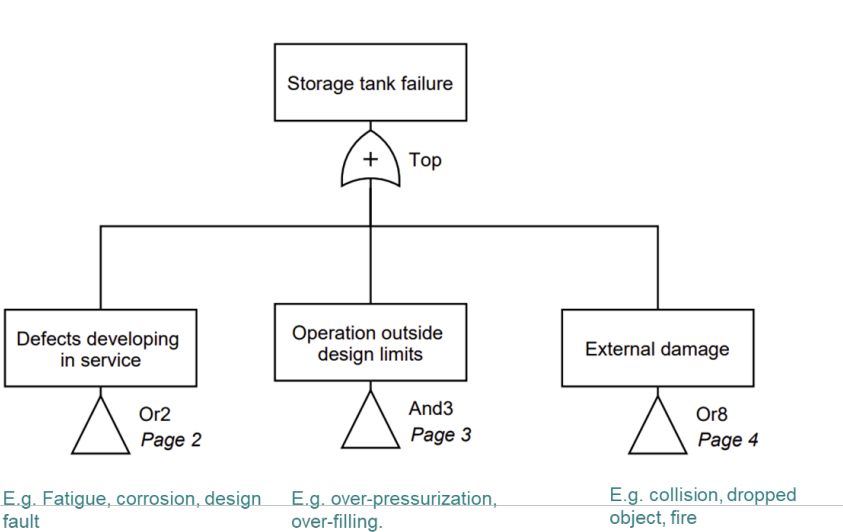 Storage tank failure
+
Top
Defects developing
in service
Operation outside
design limits
External damage
Or2
Page 2
And3
Page 3
Or8
Page 4
E.g. Fatigue, corrosion, design
fault
E.g. over-pressurization,
over-filling.
E.g. collision, dropped
object, fire